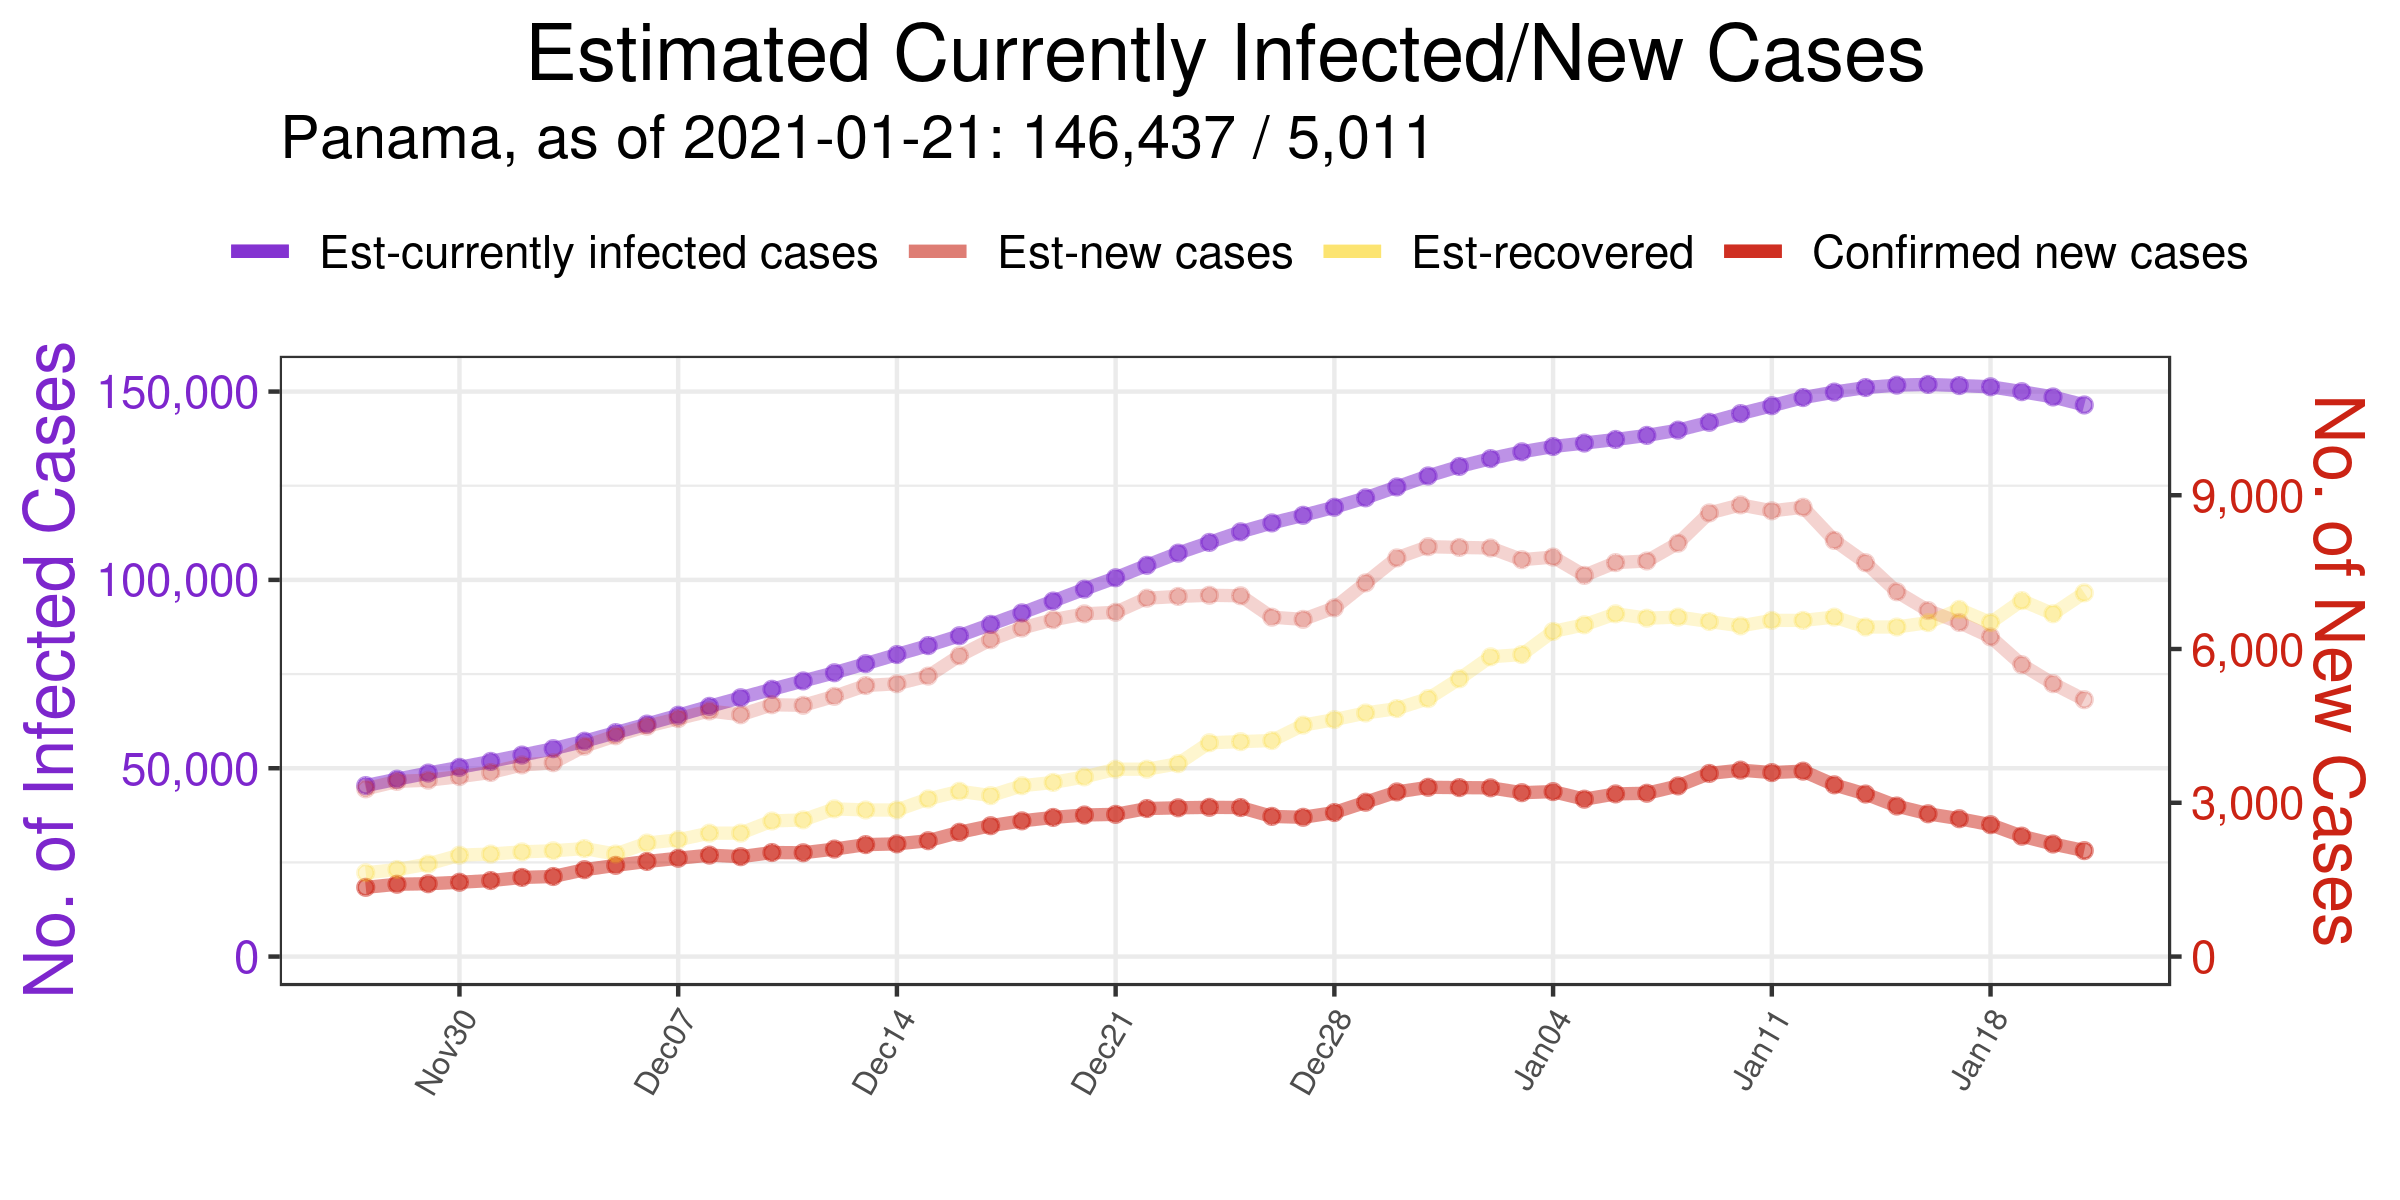 Estimated Currently Infected/New Cases
Panama, as of 2021-01-21: 146,437 / 5,011
Est-currently infected cases Est-new cases Est-recovered Confirmed new cases
No. of Infected Cases
150,000
100,000
50,000
0
9,000
6,000
3,000
0
No. of New Cases
Nov30 Dec07 Dec14 Dec21 Dec28 Jan04 Jan11 Jan18